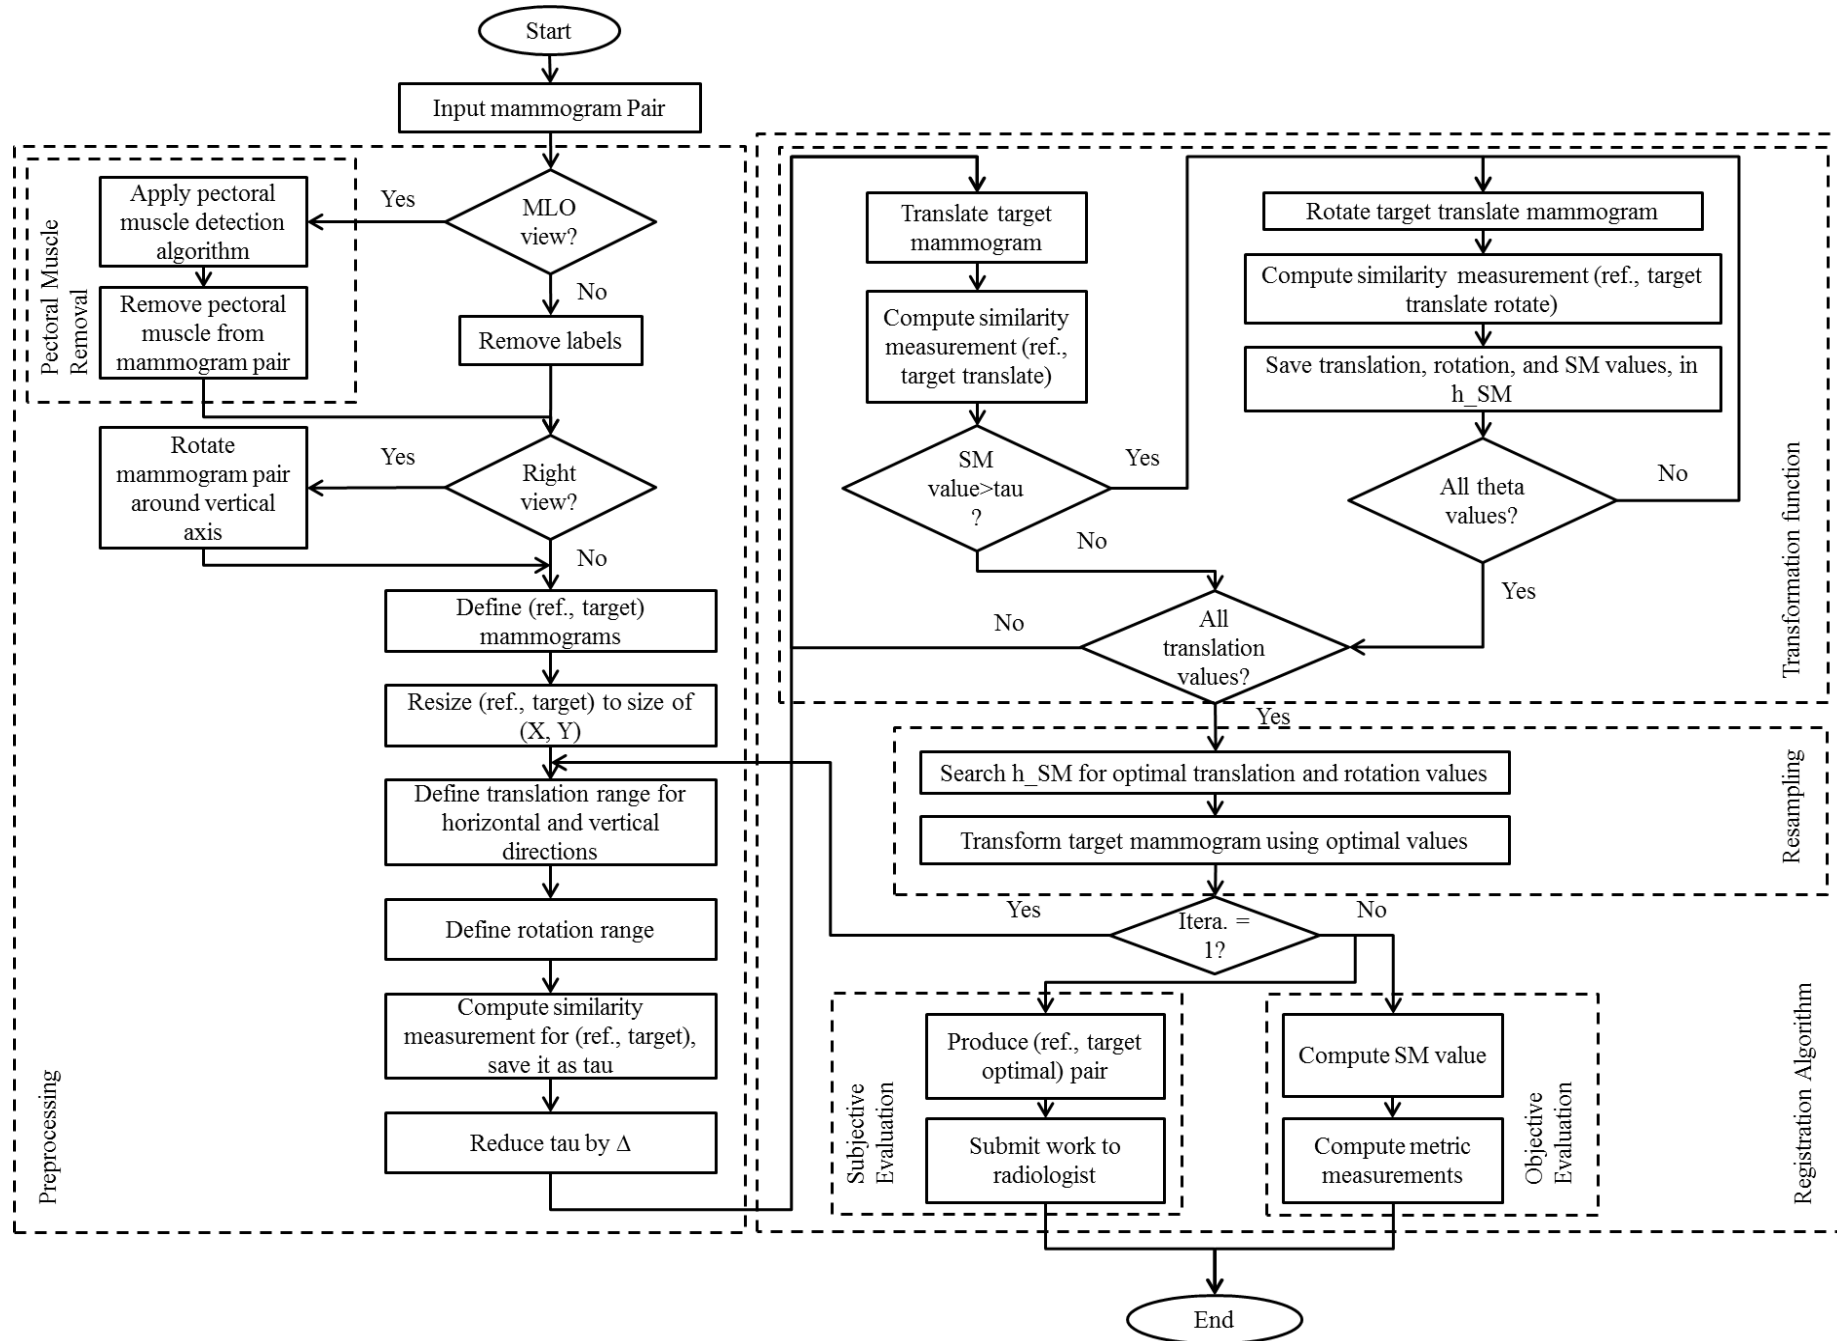 Start
Input mammogram Pair
MLO
view?
Yes
No
Apply pectoral
muscle detection
algorithm
Remove pectoral
muscle from
mammogram pair
Pectoral Muscle
Removal
Remove labels
Right
view?
Yes
No
Rotate
mammogram pair
around vertical
axis
Define (ref., target)
mammograms
Resize (ref., target) to size of
(X, Y)
Define translation range for
horizontal and vertical
directions
Define rotation range
Compute similarity
measurement for (ref., target),
save it as tau
Reduce tau by Δ
Preprocessing
Translate target
mammogram
Compute similarity
measurement (ref.,
target translate)
SM
value>tau
?
Yes
No
Rotate target translate mammogram
Compute similarity measurement (ref., target
translate rotate)
Save translation, rotation, and SM values, in
h_SM
All theta
values?
No
Yes
All
translation
values?
No
Yes
Transformation function
Search h_SM for optimal translation and rotation values
Transform target mammogram using optimal values
Resampling
Itera. =
1?
Yes
No
Produce (ref., target
optimal) pair
Submit work to
radiologist
Subjective
Evaluation
Compute SM value
Compute metric
measurements
Objective
Evaluation
Registration Algorithm
End